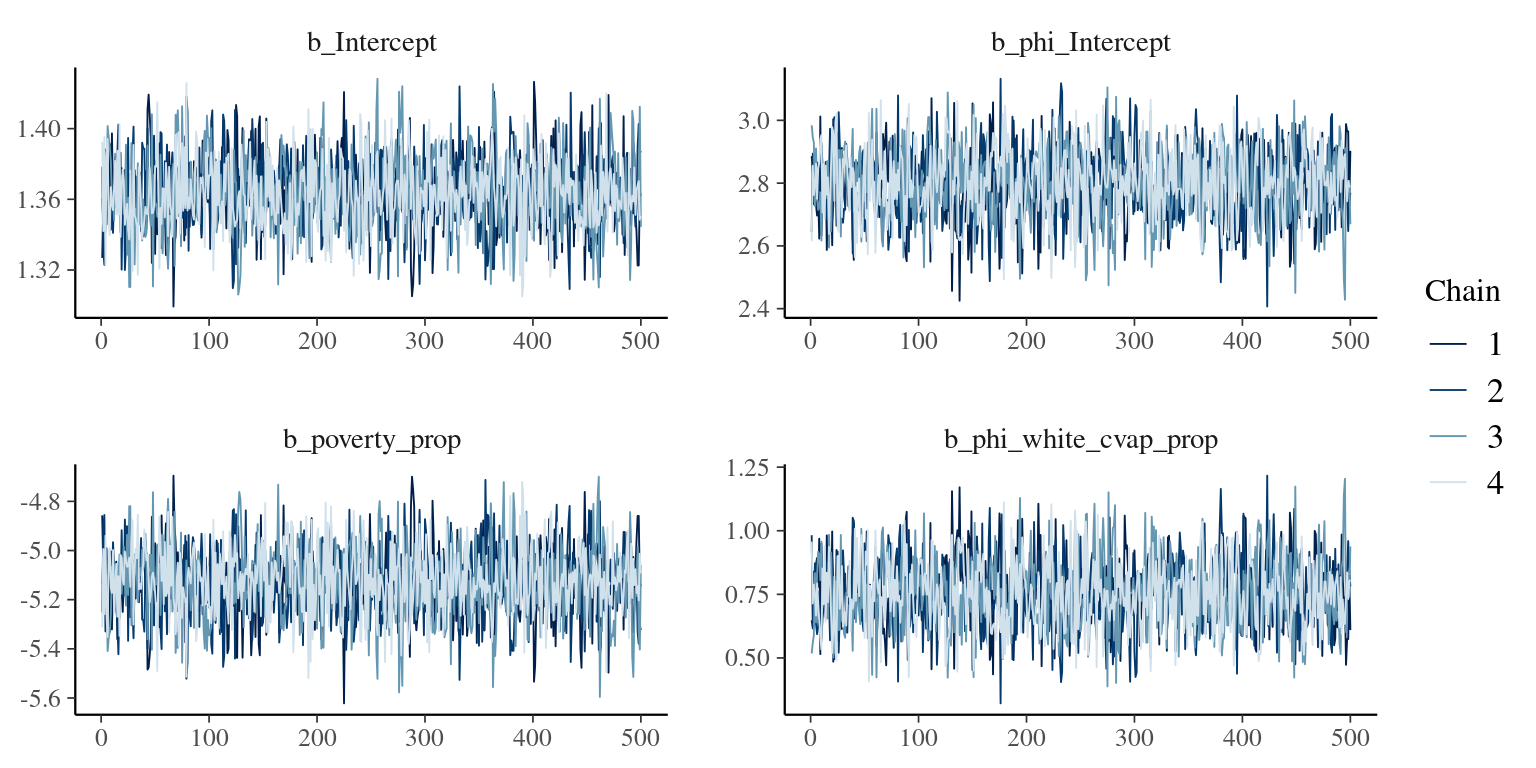 b_Intercept
1.40
1.36
1.32
0 100 200 300 400 500
b_phi_Intercept
3.0
2.8
2.6
2.4
0 100 200 300 400 500
b_poverty_prop
-4.8
-5.0
-5.2
-5.4
-5.6
0 100 200 300 400 500
b_phi_white_cvap_prop
1.25
1.00
0.75
0.50
0 100 200 300 400 500
Chain
1
2
3
4